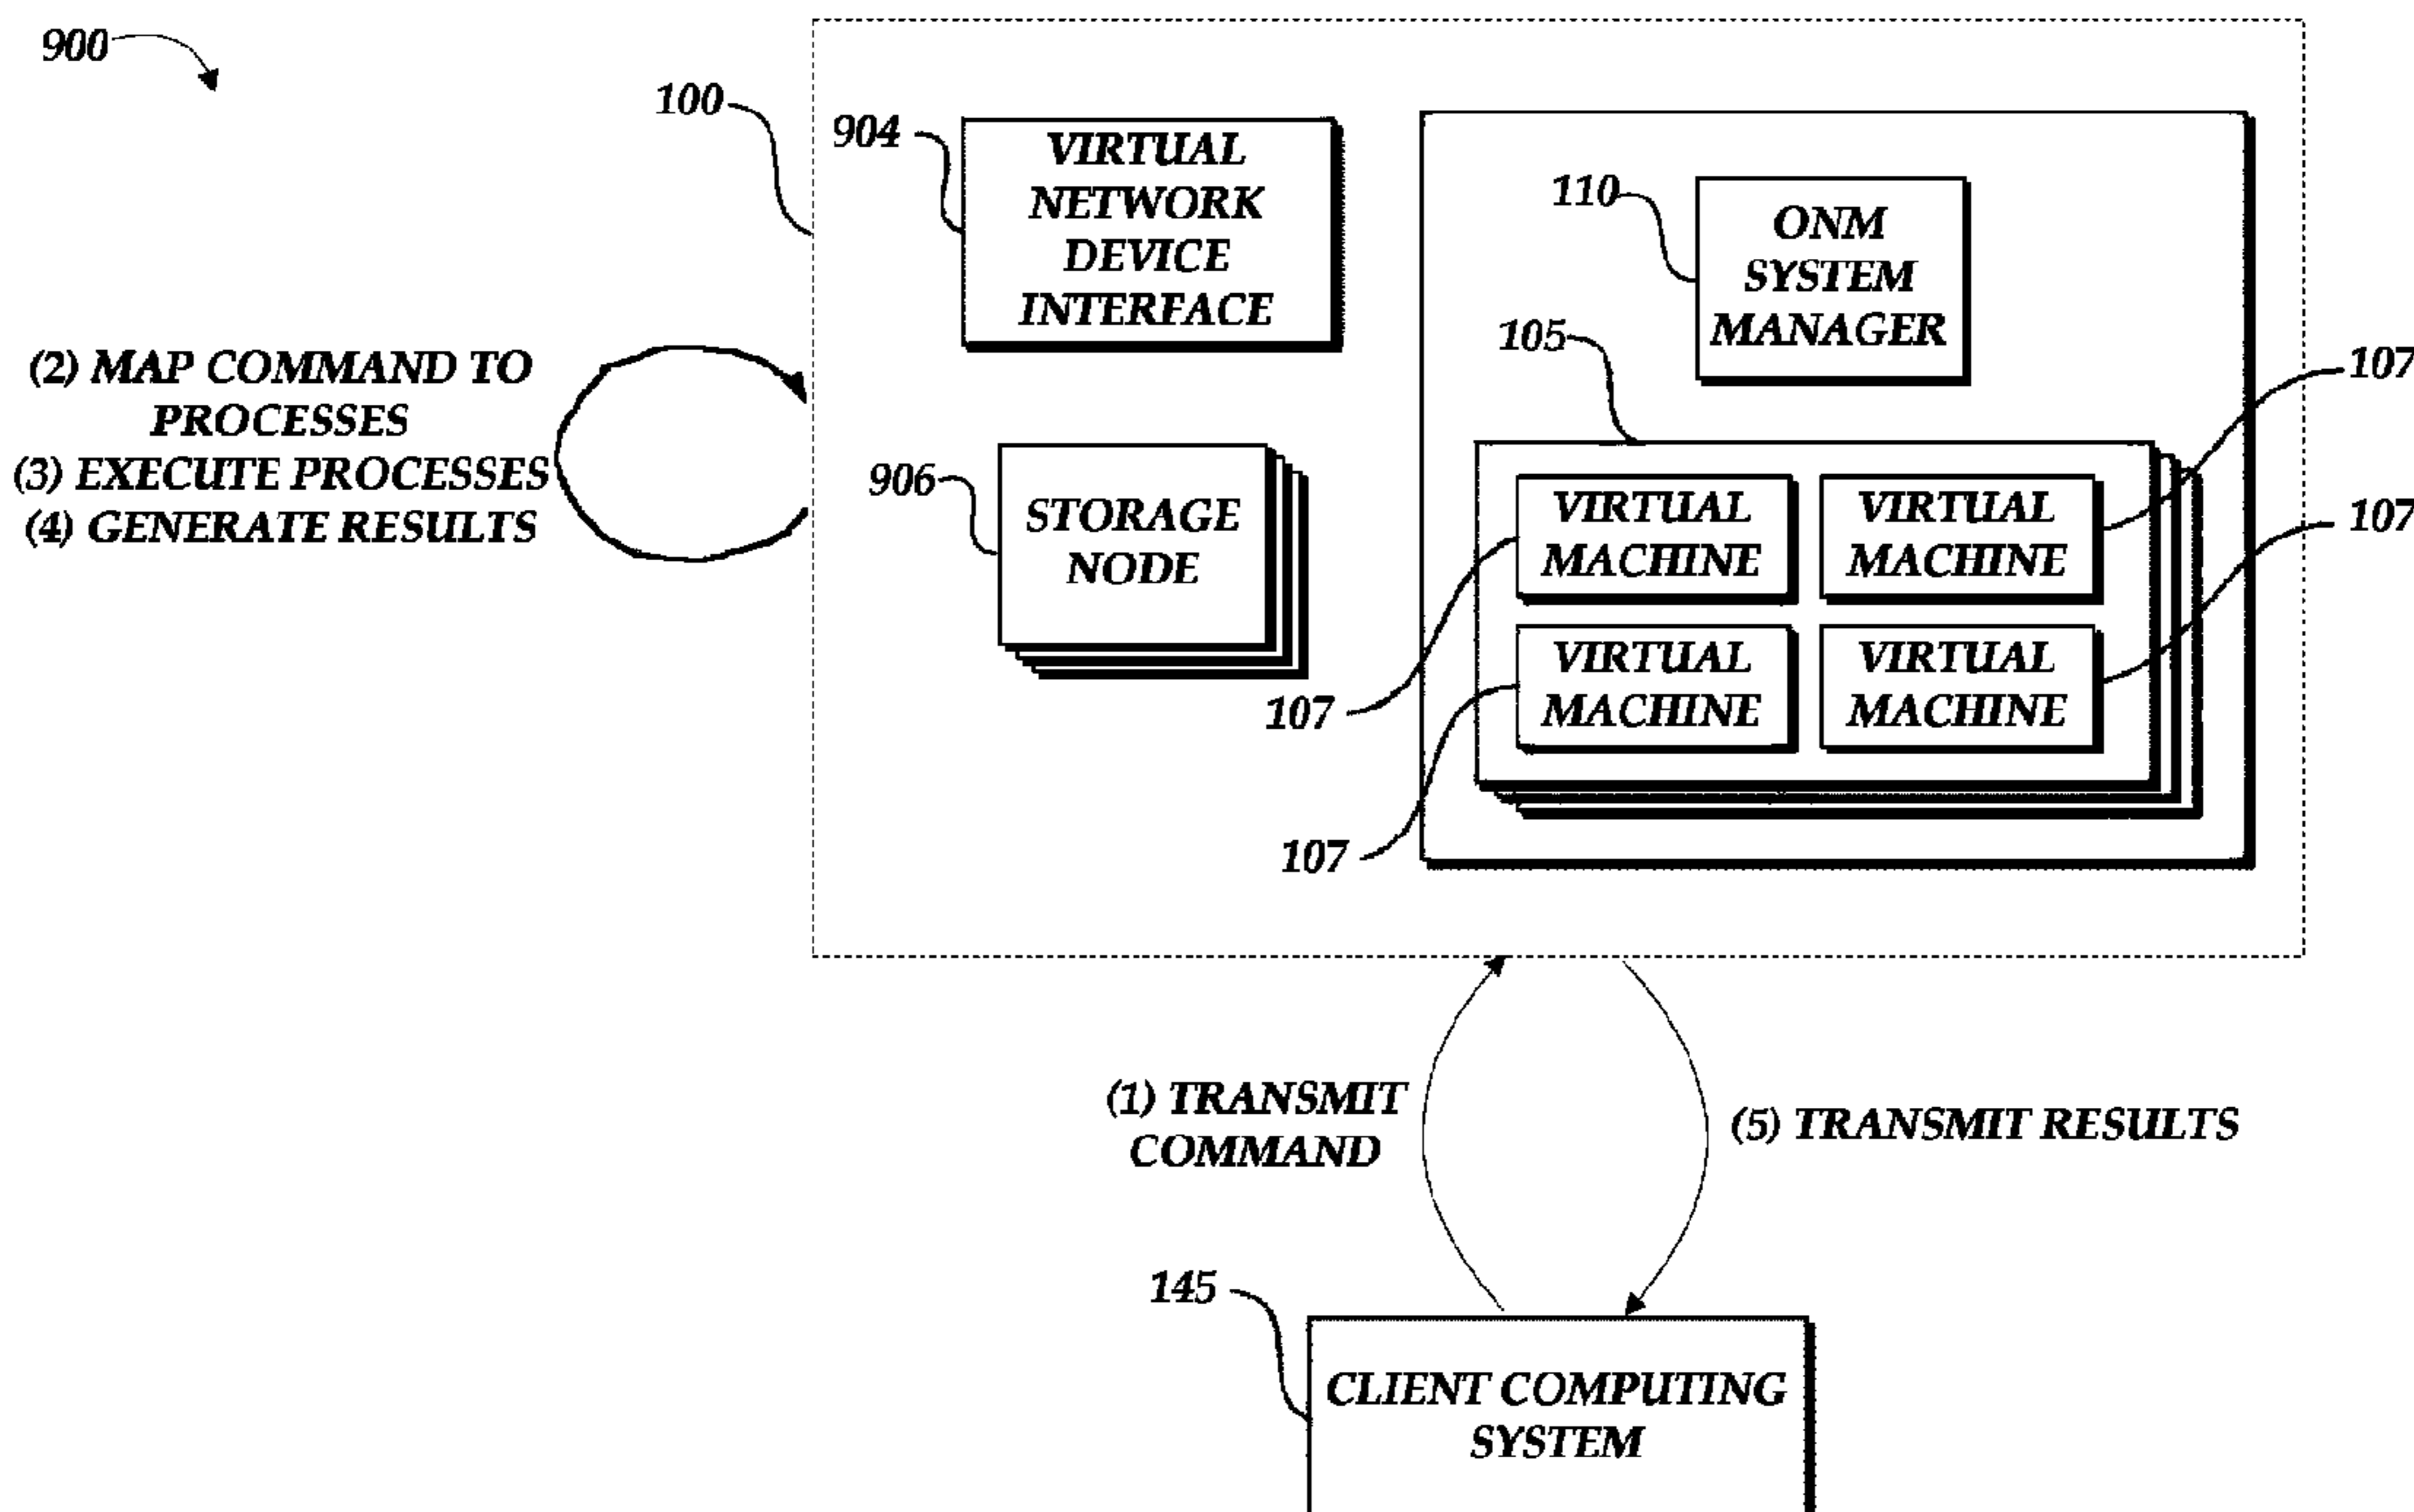 900
100
904
VIRTUAL
NETWORK
DEVICE
INTERFACE
110
ONM
SYSTEM
MANAGER
105
107
(2) MAP COMMAND TO
PROCESSES
(3) EXECUTE PROCESSES
(4) GENERATE RESULTS
906
STORAGE
NODE
VIRTUAL
MACHINE
VIRTUAL
MACHINE
107
VIRTUAL
MACHINE
VIRTUAL
MACHINE
107
107
(1) TRANSMIT
COMMAND
(5) TRANSMIT RESULTS
145
CLIENT COMPUTING
SYSTEM